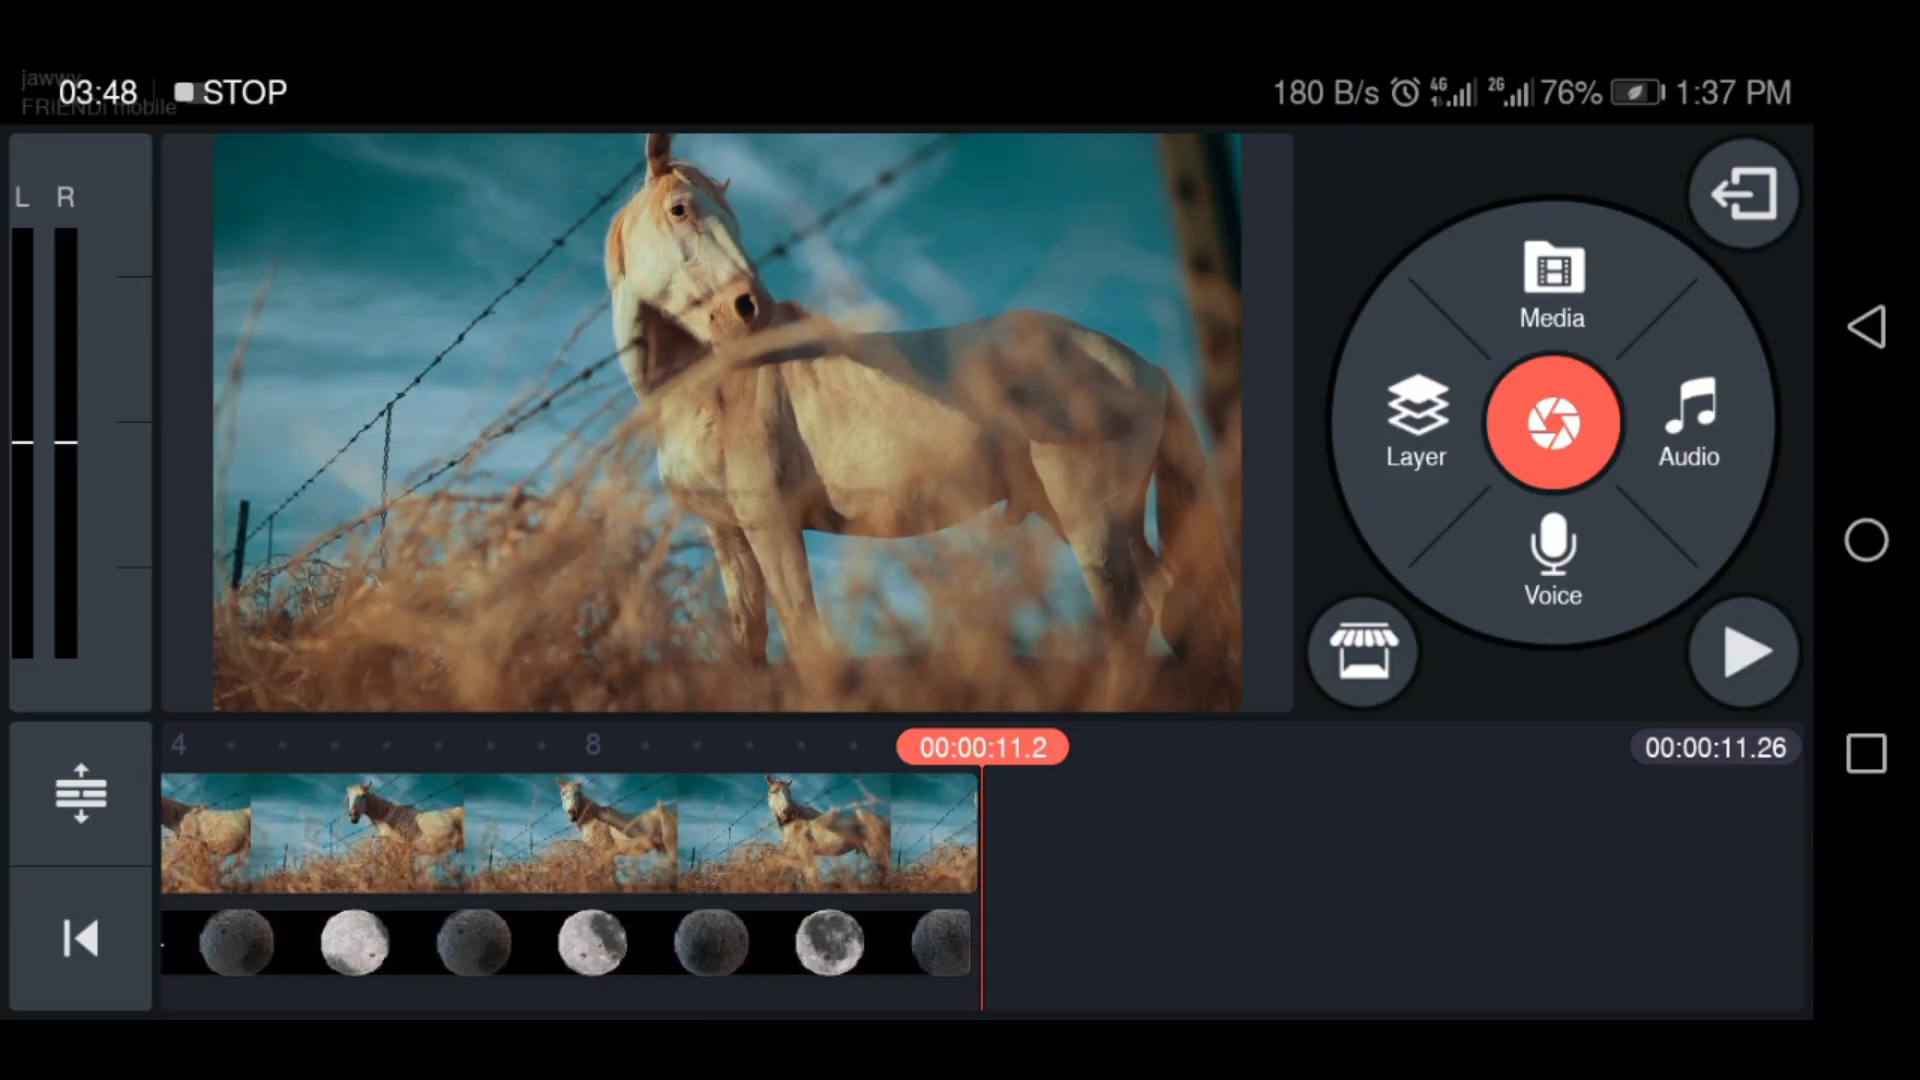 jawwy
FRiENDi mobile
03:48
STOP
180 B/s 4G 2G 76% 1:37 PM
L R
Media
Layer
Audio
Voice
4 8 00:00:11.2 00:00:11.26